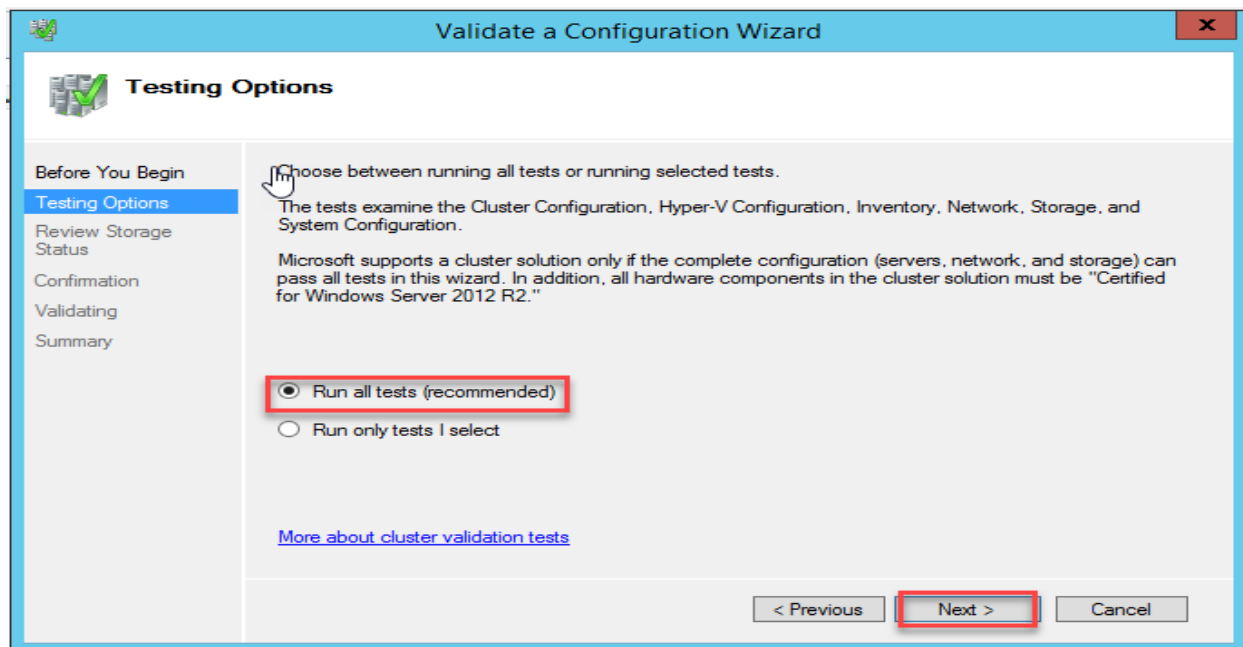 Validate a Configuration Wizard
X
Testing Options
Before You Begin
Testing Options
Review Storage
Status
Confirmation
Validating
Summary
Choose between running all tests or running selected tests.
The tests examine the Cluster Configuration, Hyper-V Configuration, Inventory, Network, Storage, and
System Configuration.
Microsoft supports a cluster solution only if the complete configuration (servers, network, and storage) can
pass all tests in this wizard. In addition, all hardware components in the cluster solution must be "Certified
for Windows Server 2012 R2."
Run all tests (recommended)
Run only tests I select
More about cluster validation tests
< Previous
Next >
Cancel